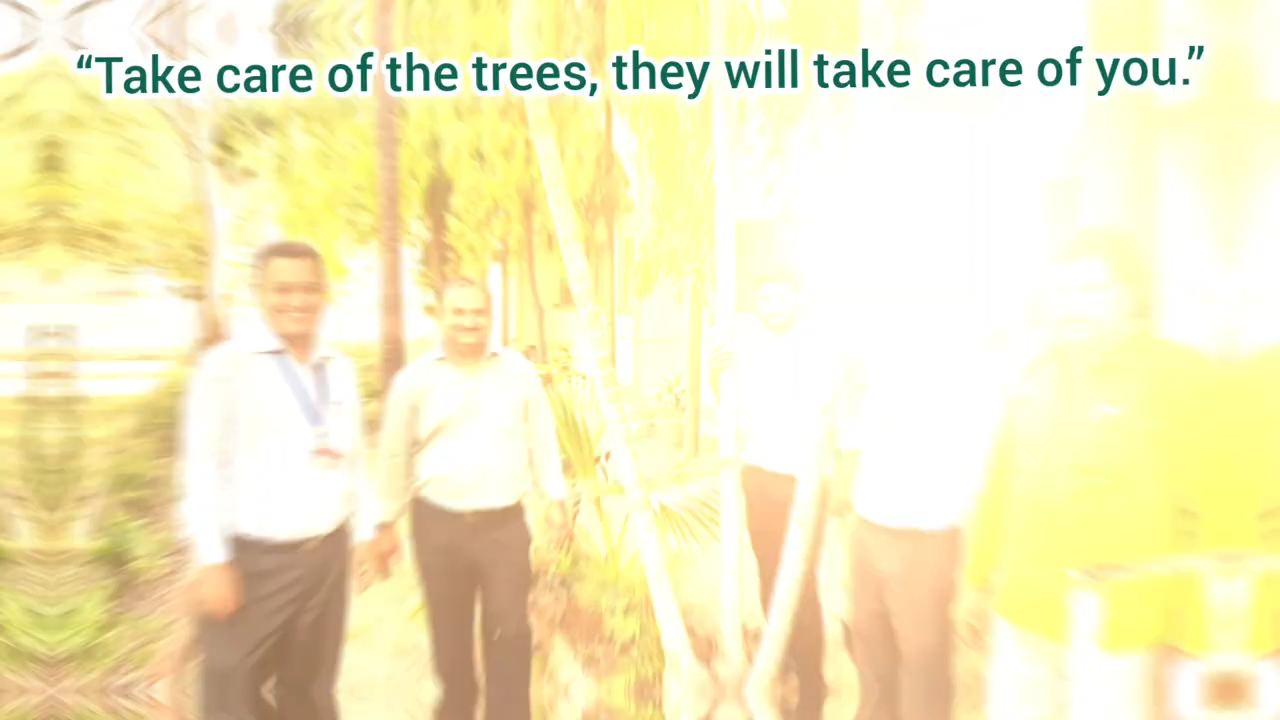 “Take care of the trees, they will take care of you.”